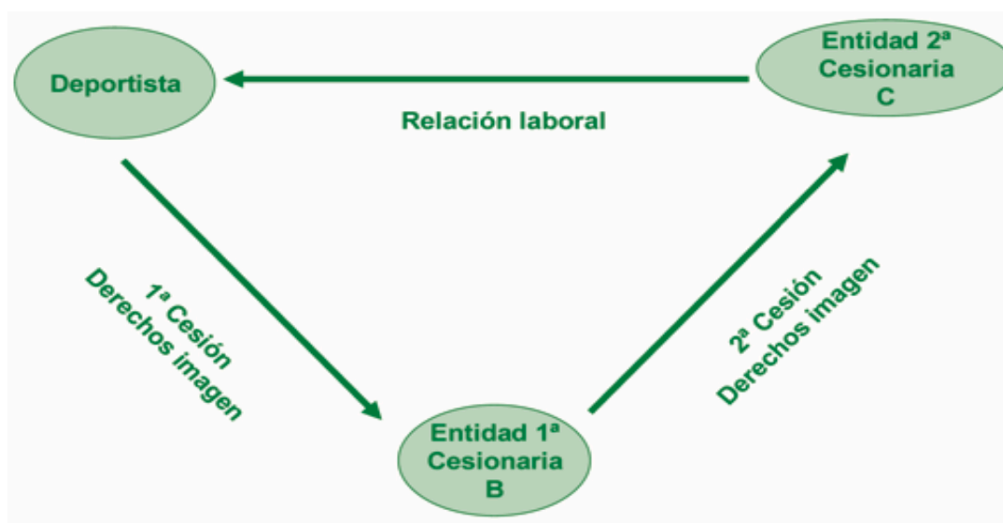 Deportista
Entidad 2ª
Cesionaria
C
Relación laboral
1ª Cesión
Derechos imagen
2ª Cesión
Derechos imagen
Entidad 1ª
Cesionaria
B